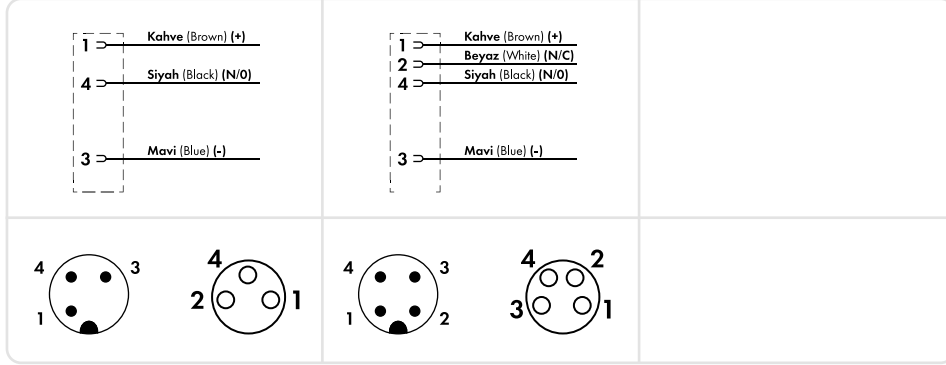 1 Kahve (Brown) (+)
4 Siyah (Black) (N/0)
3 Mavi (Blue) (-)
1 Kahve (Brown) (+)
2 Beyaz (White) (N/C)
4 Siyah (Black) (N/0)
3 Mavi (Blue) (-)
4 3
1
4
2 1
4 3
1 2
4 2
3 1